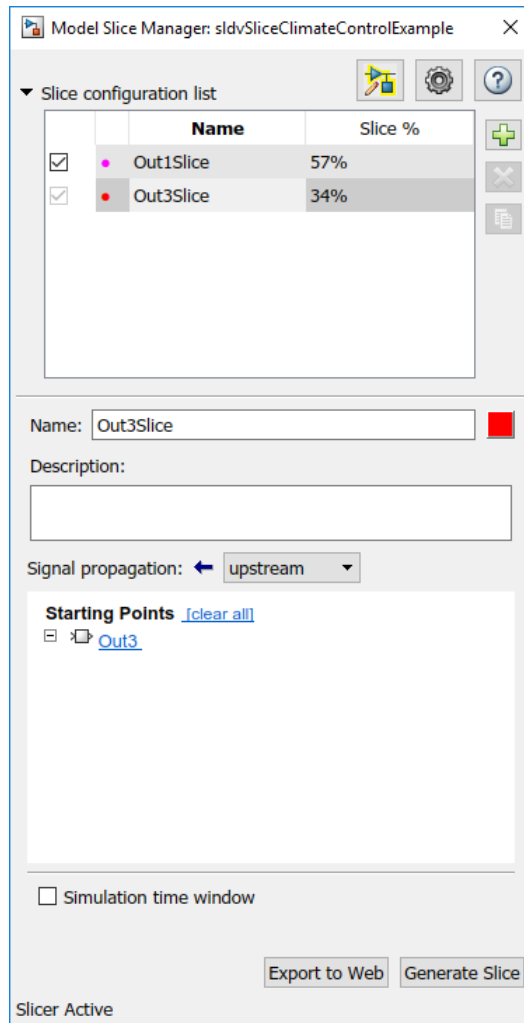 Model Slice Manager: sldvSliceClimateControlExample
Slice configuration list
Name Slice %
Out1Slice 57%
Out3Slice 34%
Name: Out3Slice
Description:
Signal propagation: upstream
Starting Points [clear all]
Out3
Simulation time window
Export to Web Generate Slice
Slicer Active